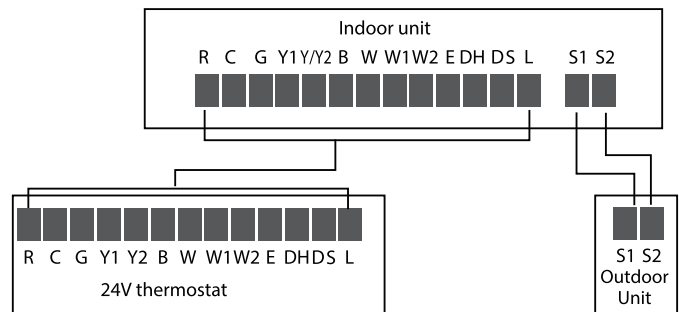 Indoor unit
R C G Y1 Y/Y2 B W W1 W2 E DH DS L S1 S2
R C G Y1 Y2 B W W1 W2 E DH DS L
24V thermostat
S1 S2
Outdoor
Unit